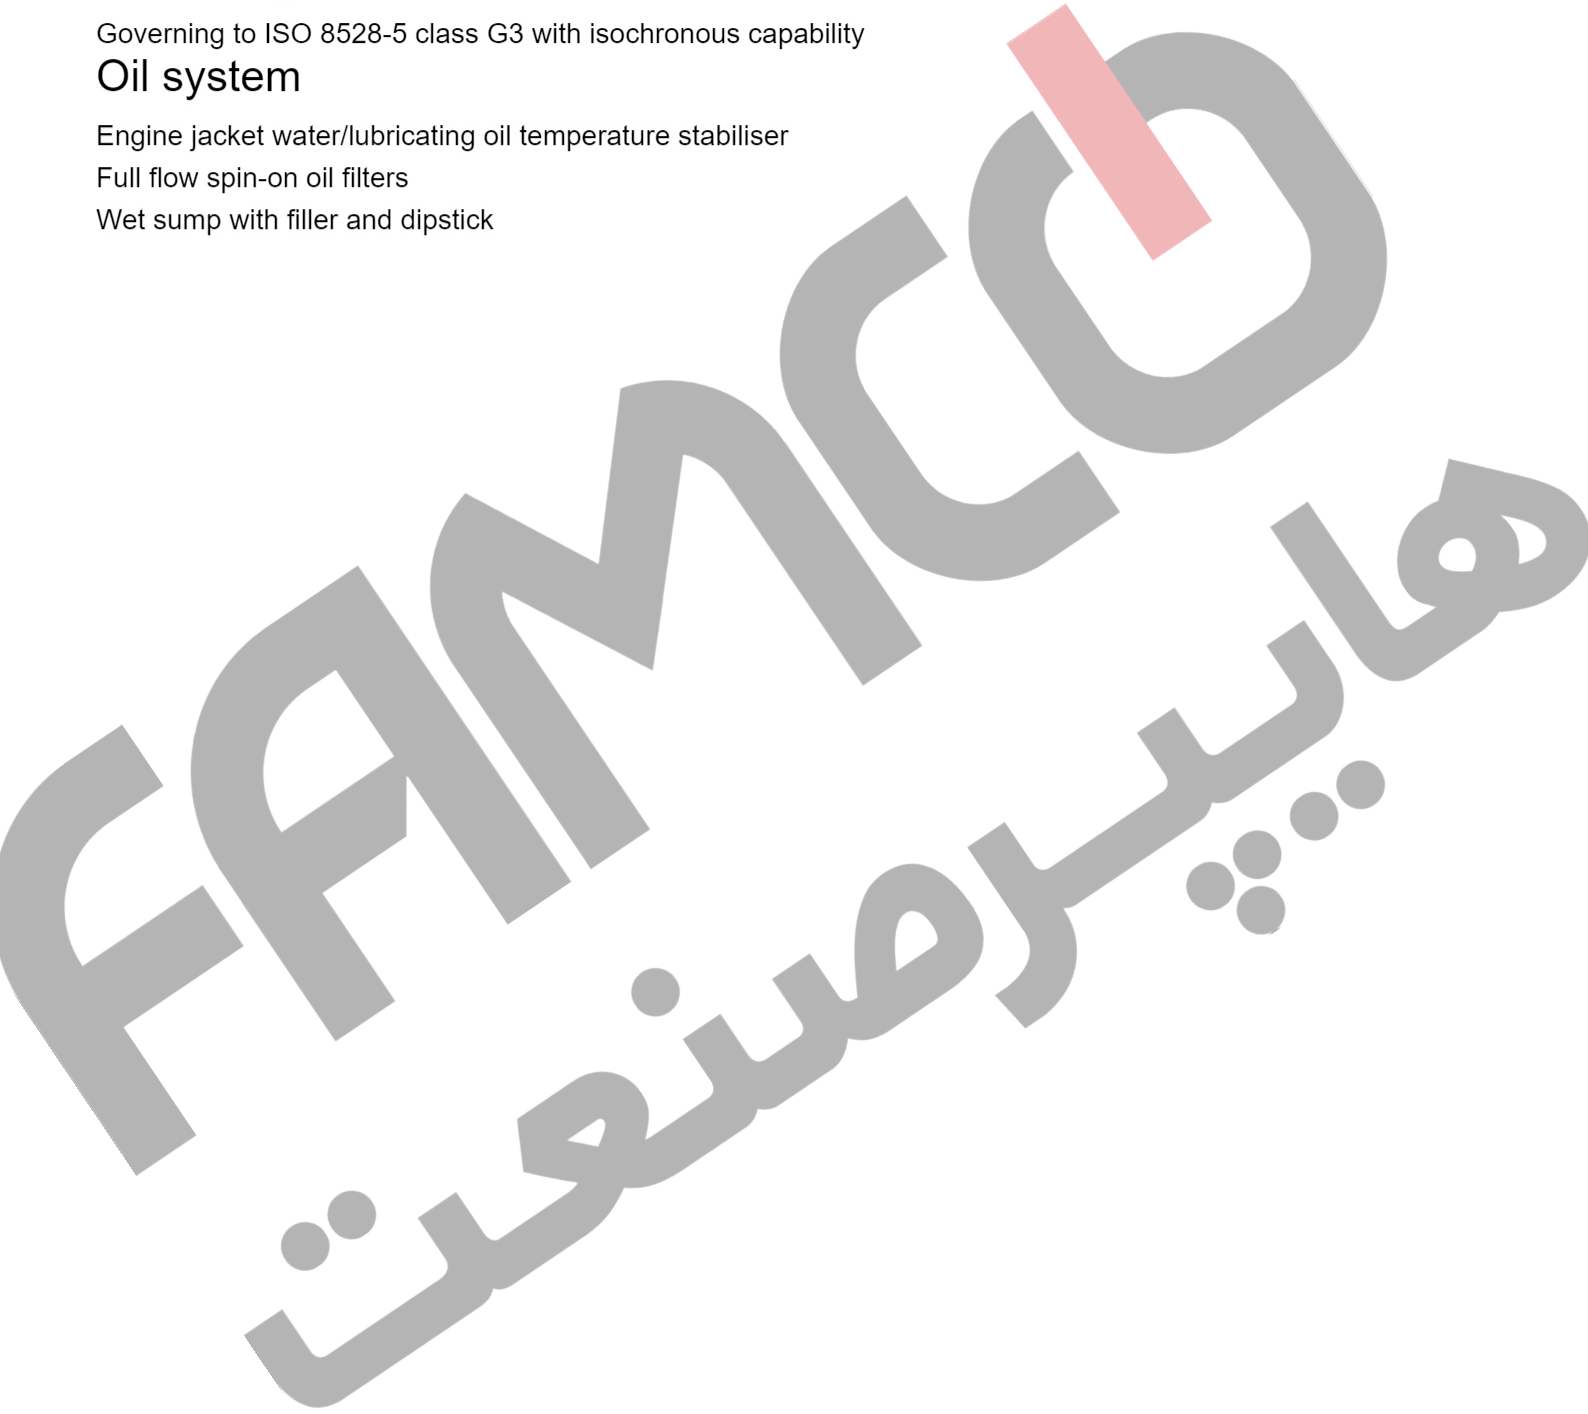 Governing to ISO 8528-5 class G3 with isochronous capability
Oil system
Engine jacket water/lubricating oil temperature stabiliser
Full flow spin-on oil filters
Wet sump with filler and dipstick
FAMCO
هایپرصنعت